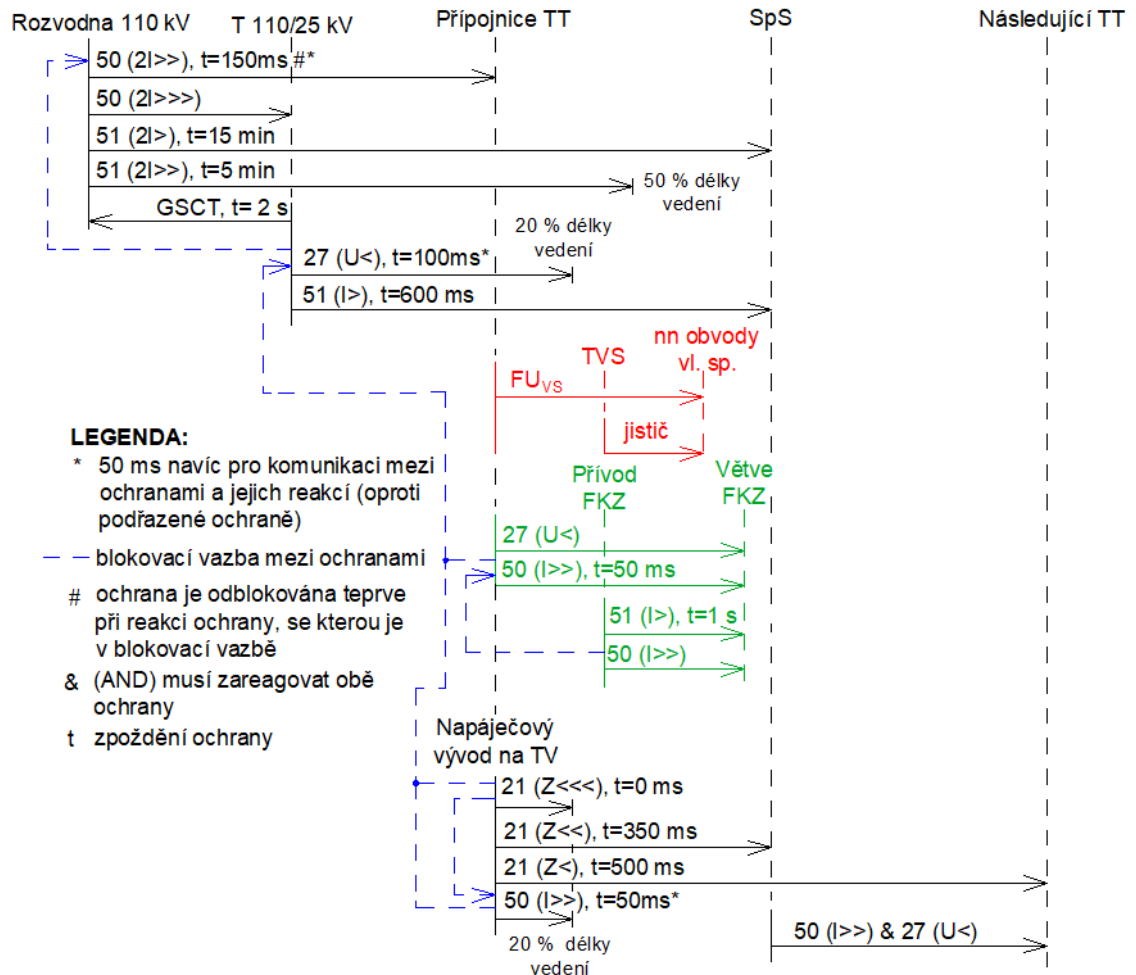 Rozvodna 110 kV
T 110/25 kV
Přípojnice TT
SpS
Následující TT
50 (2I>>), t=150ms #*
50 (2I>>>)
51 (2I>), t=15 min
51 (2I>>), t=5 min
50 % délky
vedení
GSCT, t= 2 s
20 % délky
vedení
27 (U<), t=100ms*
51 (I>), t=600 ms
nn obvody
vl. sp.
TVS
FUVS
jistič
LEGENDA:
* 50 ms navíc pro komunikaci mezi
ochranami a jejich reakcí (oproti
podřazené ochraně)
blokovací vazba mezi ochranami
# ochrana je odblokována teprve
při reakci ochrany, se kterou je
v blokovací vazbě
& (AND) musí zareagovat obě
ochrany
t zpoždění ochrany
Přívod
FKZ
Větve
FKZ
27 (U<)
50 (I>>), t=50 ms
51 (I>), t=1 s
50 (I>>)
Napáječový
vývod na TV
21 (Z<<<), t=0 ms
21 (Z<<), t=350 ms
21 (Z<), t=500 ms
50 (I>>), t=50ms*
20 % délky
vedení
50 (I>>) & 27 (U<)